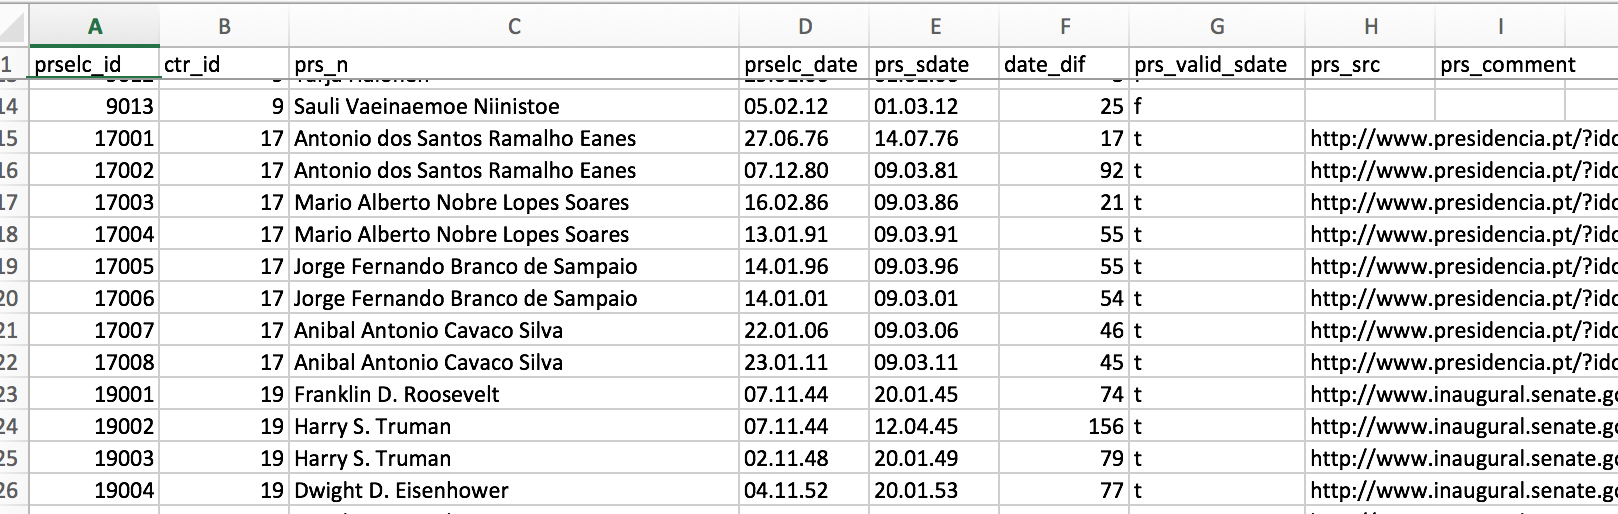 A B C D E F G H I
1 prselc_id ctr_id prs_n prselc_date prs_sdate date_dif prs_valid_sdate prs_src prs_comment
14 9013 9 Sauli Vaeinaemoe Niinistoe 05.02.12 01.03.12 25 f
15 17001 17 Antonio dos Santos Ramalho Eanes 27.06.76 14.07.76 17 t http://www.presidencia.pt/?idc
16 17002 17 Antonio dos Santos Ramalho Eanes 07.12.80 09.03.81 92 t http://www.presidencia.pt/?idc
17 17003 17 Mario Alberto Nobre Lopes Soares 16.02.86 09.03.86 21 t http://www.presidencia.pt/?idc
18 17004 17 Mario Alberto Nobre Lopes Soares 13.01.91 09.03.91 55 t http://www.presidencia.pt/?idc
19 17005 17 Jorge Fernando Branco de Sampaio 14.01.96 09.03.96 55 t http://www.presidencia.pt/?idc
20 17006 17 Jorge Fernando Branco de Sampaio 14.01.01 09.03.01 54 t http://www.presidencia.pt/?idc
21 17007 17 Anibal Antonio Cavaco Silva 22.01.06 09.03.06 46 t http://www.presidencia.pt/?idc
22 17008 17 Anibal Antonio Cavaco Silva 23.01.11 09.03.11 45 t http://www.presidencia.pt/?idc
23 19001 19 Franklin D. Roosevelt 07.11.44 20.01.45 74 t http://www.inaugural.senate.go
24 19002 19 Harry S. Truman 07.11.44 12.04.45 156 t http://www.inaugural.senate.go
25 19003 19 Harry S. Truman 02.11.48 20.01.49 79 t http://www.inaugural.senate.go
26 19004 19 Dwight D. Eisenhower 04.11.52 20.01.53 77 t http://www.inaugural.senate.go